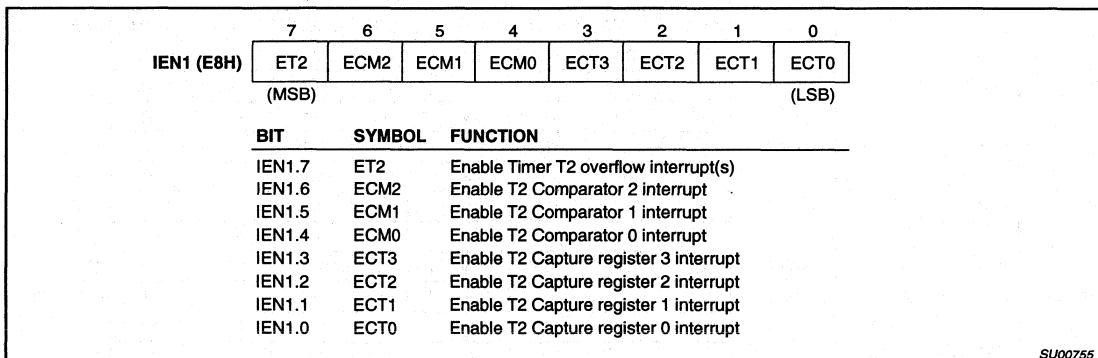 7 6 5 4 3 2 1 0
IEN1 (E8H) ET2 ECM2 ECM1 ECM0 ECT3 ECT2 ECT1 ECT0
(MSB) (LSB)
BIT SYMBOL FUNCTION
IEN1.7 ET2 Enable Timer T2 overflow interrupt(s)
IEN1.6 ECM2 Enable T2 Comparator 2 interrupt
IEN1.5 ECM1 Enable T2 Comparator 1 interrupt
IEN1.4 ECM0 Enable T2 Comparator 0 interrupt
IEN1.3 ECT3 Enable T2 Capture register 3 interrupt
IEN1.2 ECT2 Enable T2 Capture register 2 interrupt
IEN1.1 ECT1 Enable T2 Capture register 1 interrupt
IEN1.0 ECT0 Enable T2 Capture register 0 interrupt
SU00755